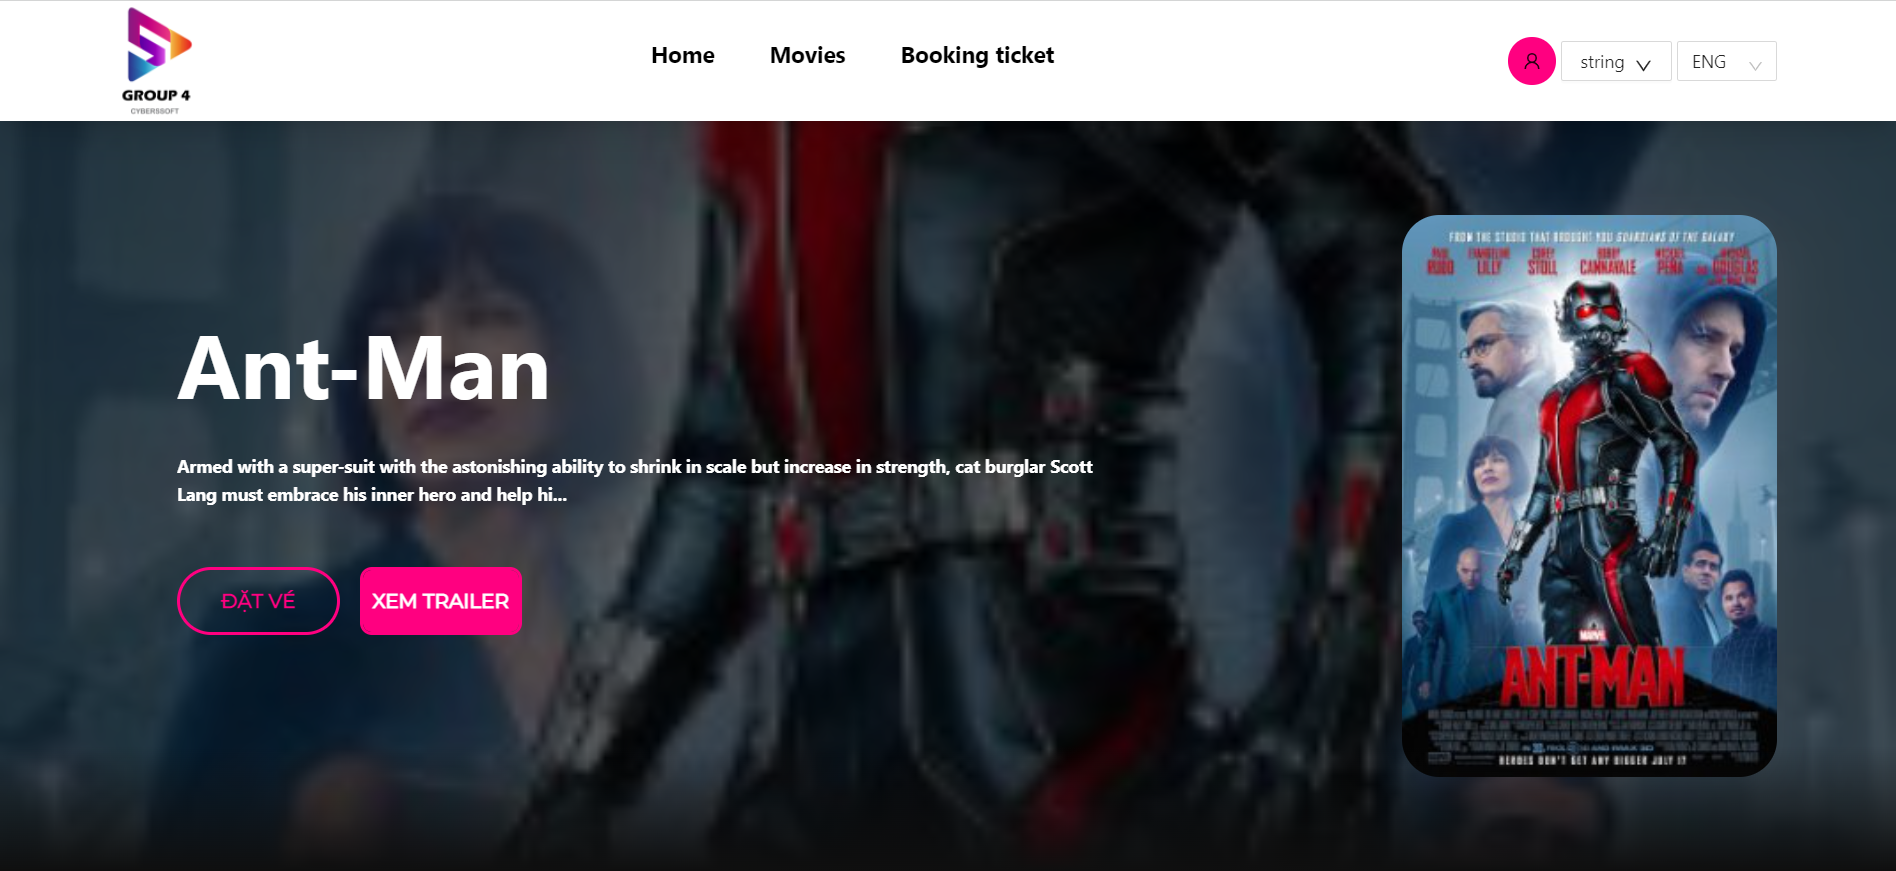 GROUP 4
CYBERSSOFT
Home
Movies
Booking ticket
string
ENG
Ant-Man
Armed with a super-suit with the astonishing ability to shrink in scale but increase in strength, cat burglar Scott
Lang must embrace his inner hero and help hi...
ĐẶT VÉ
XEM TRAILER
FROM THE STUDIO THAT BROUGHT YOU GUARDIANS OF THE GALAXY
PAUL RUDD
EVANGELINE LILLY
COREY STOLL
BOBBY CANNAVALE
MICHAEL PEÑA
AND MICHAEL DOUGLAS
MARVEL
ANT-MAN
HEROES DON'T GET ANY BIGGER JULY 17